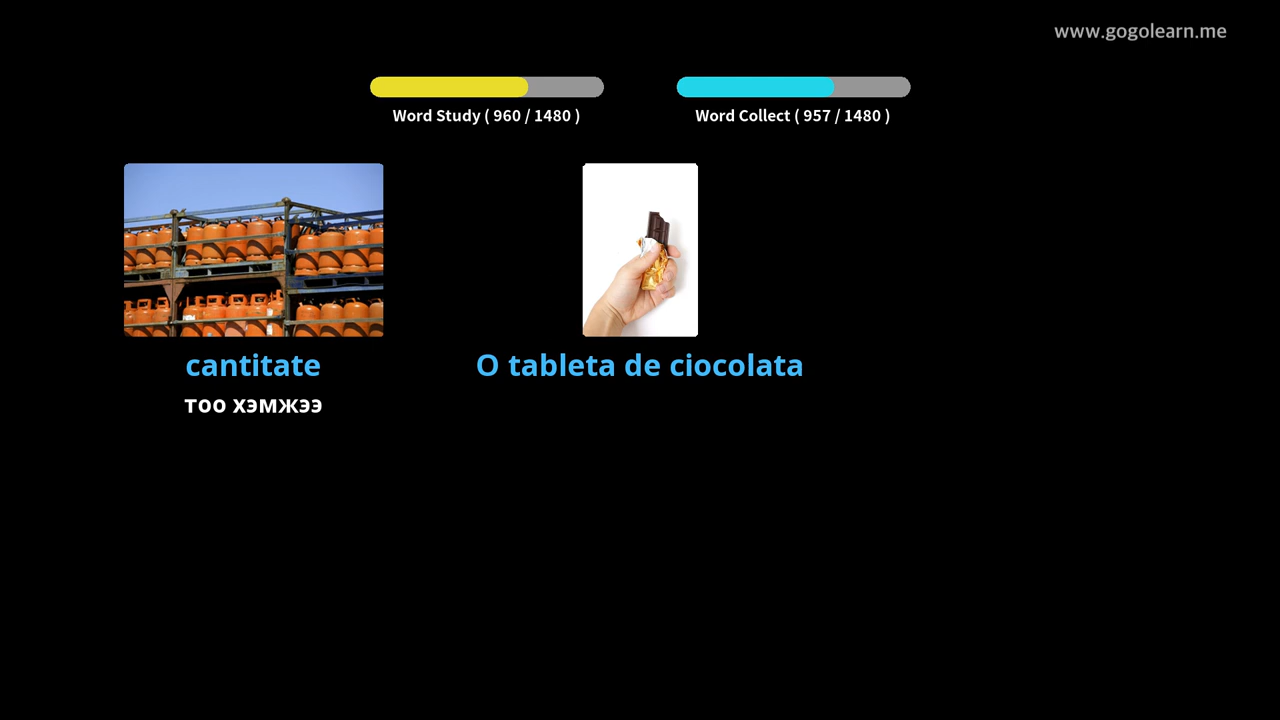 www.gogolearn.me
Word Study ( 960 / 1480 )
Word Collect ( 957 / 1480 )
cantitate
тоо хэмжээ
O tableta de ciocolata